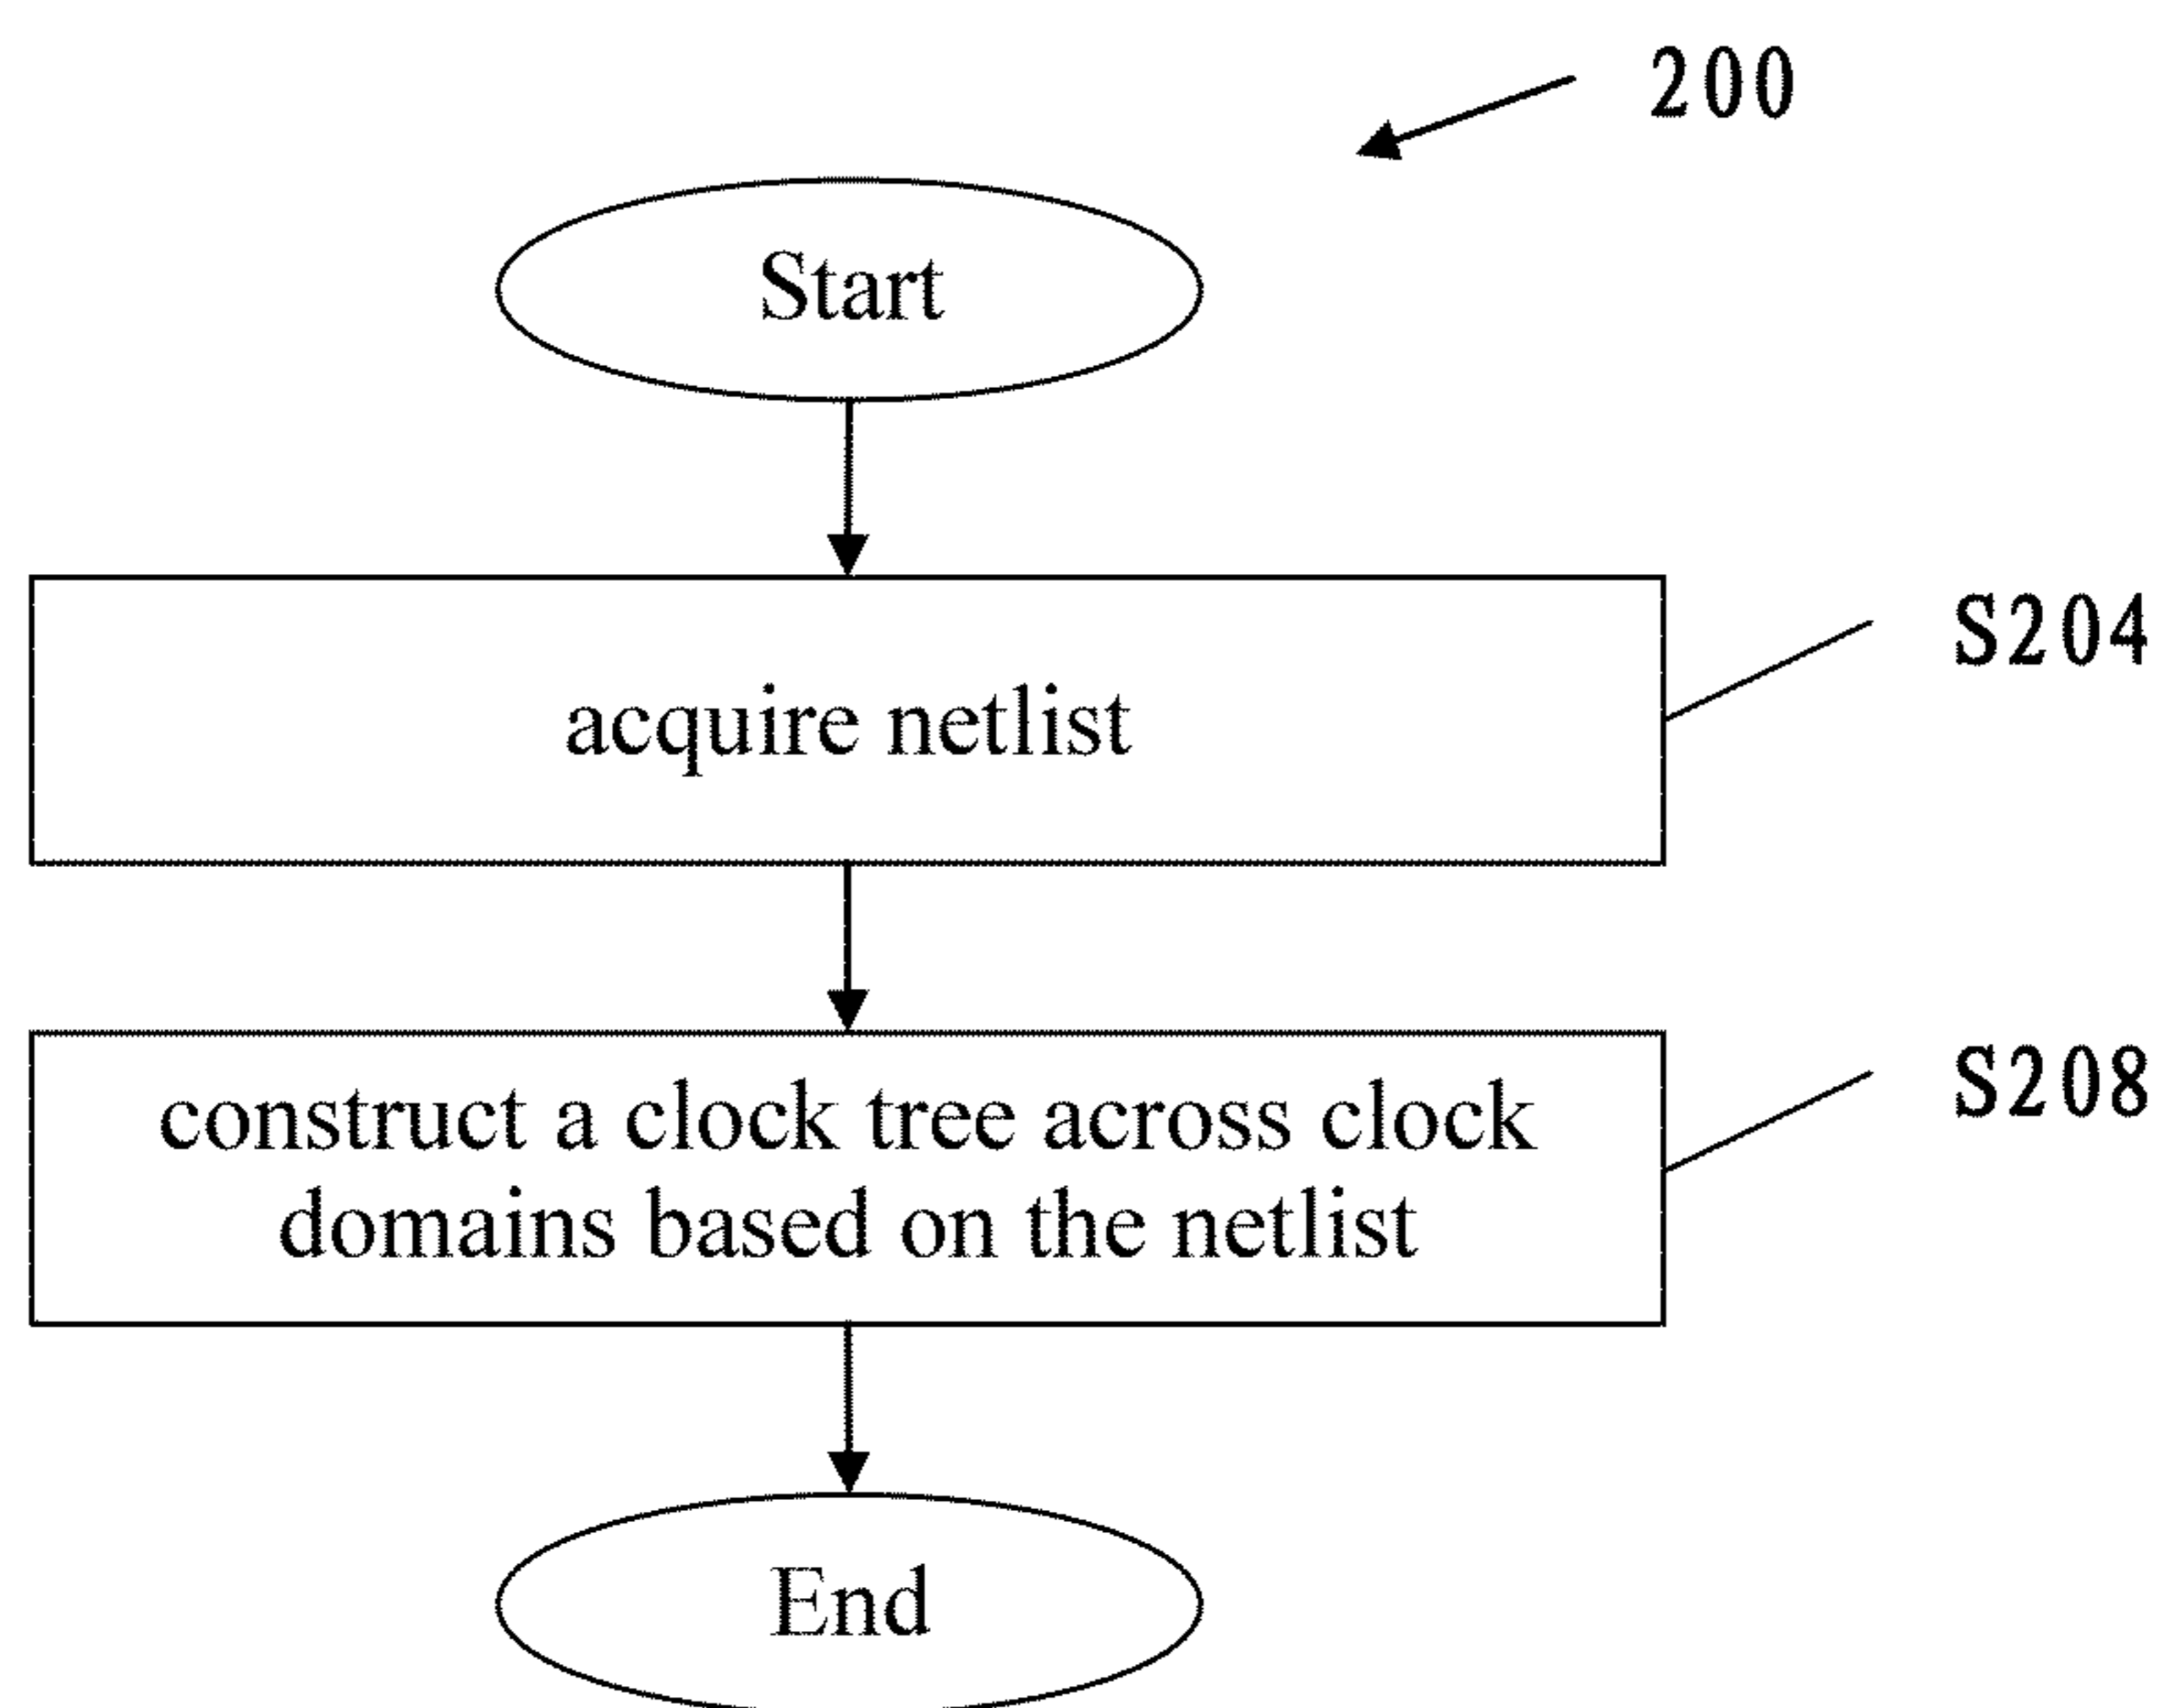 200
Start
S204
acquire netlist
S208
construct a clock tree across clock
domains based on the netlist
End